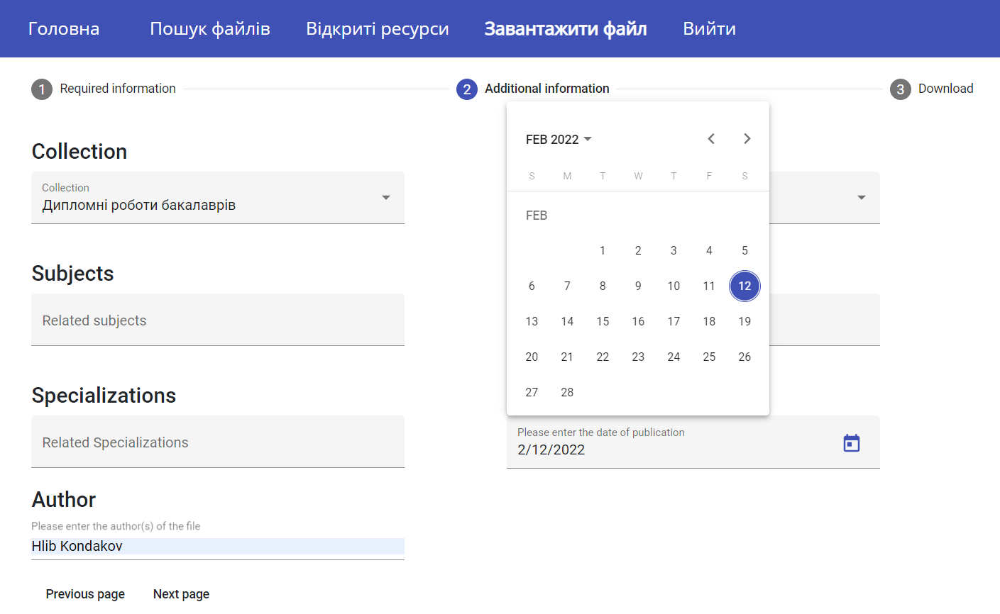 Головна Пошук файлів Відкриті ресурси Завантажити файл Вийти
1 Required information 2 Additional information 3 Download
Collection
Collection
Дипломні роботи бакалаврів
Subjects
Related subjects
Specializations
Related Specializations
Author
Please enter the author(s) of the file
Hlib Kondakov
Previous page Next page
FEB 2022
S M T W T F S
FEB
1 2 3 4 5
6 7 8 9 10 11 12
13 14 15 16 17 18 19
20 21 22 23 24 25 26
27 28
Please enter the date of publication
2/12/2022